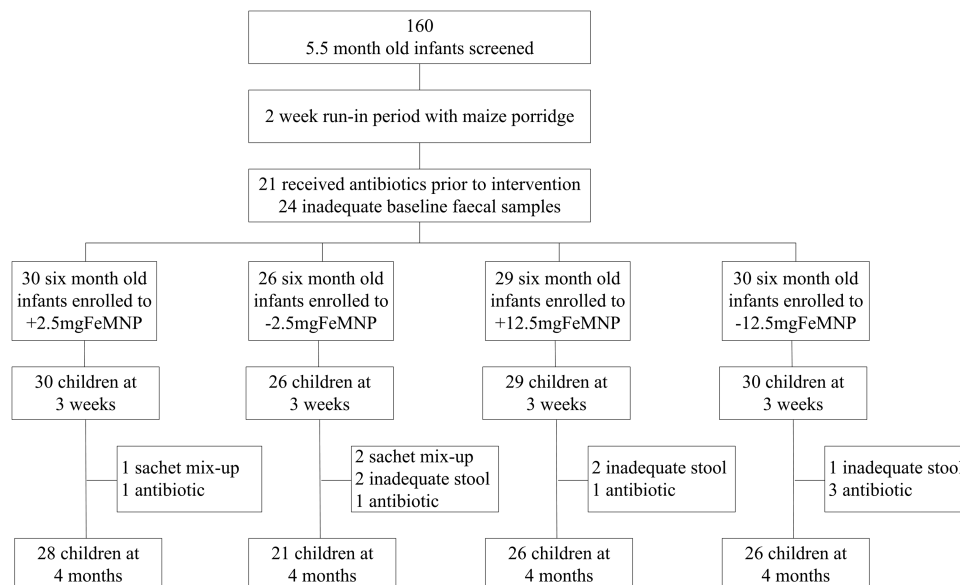 160
5.5 month old infants screened
2 week run-in period with maize porridge
21 received antibiotics prior to intervention
24 inadequate baseline faecal samples
30 six month old
infants enrolled to
+2.5mgFeMNP
26 six month old
infants enrolled to
-2.5mgFeMNP
29 six month old
infants enrolled to
+12.5mgFeMNP
30 six month old
infants enrolled to
-12.5mgFeMNP
30 children at
3 weeks
26 children at
3 weeks
29 children at
3 weeks
30 children at
3 weeks
1 sachet mix-up
1 antibiotic
2 sachet mix-up
2 inadequate stool
1 antibiotic
2 inadequate stool
1 antibiotic
1 inadequate stool
3 antibiotic
28 children at
4 months
21 children at
4 months
26 children at
4 months
26 children at
4 months